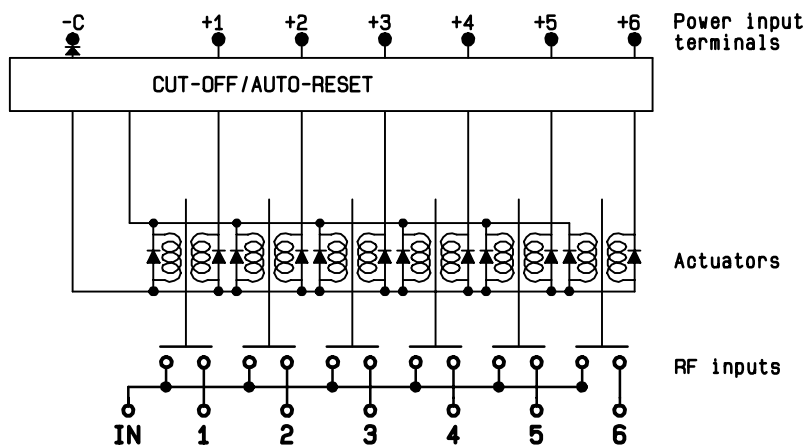 -C +1 +2 +3 +4 +5 +6 Power input
terminals
CUT-OFF/AUTO-RESET
Actuators
RF inputs
IN 1 2 3 4 5 6